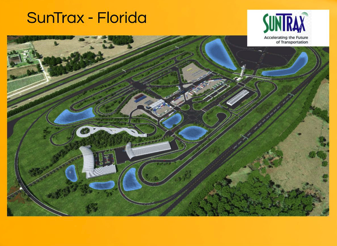 SunTrax - Florida
SUNTRAX
Accelerating the Future
of Transportation